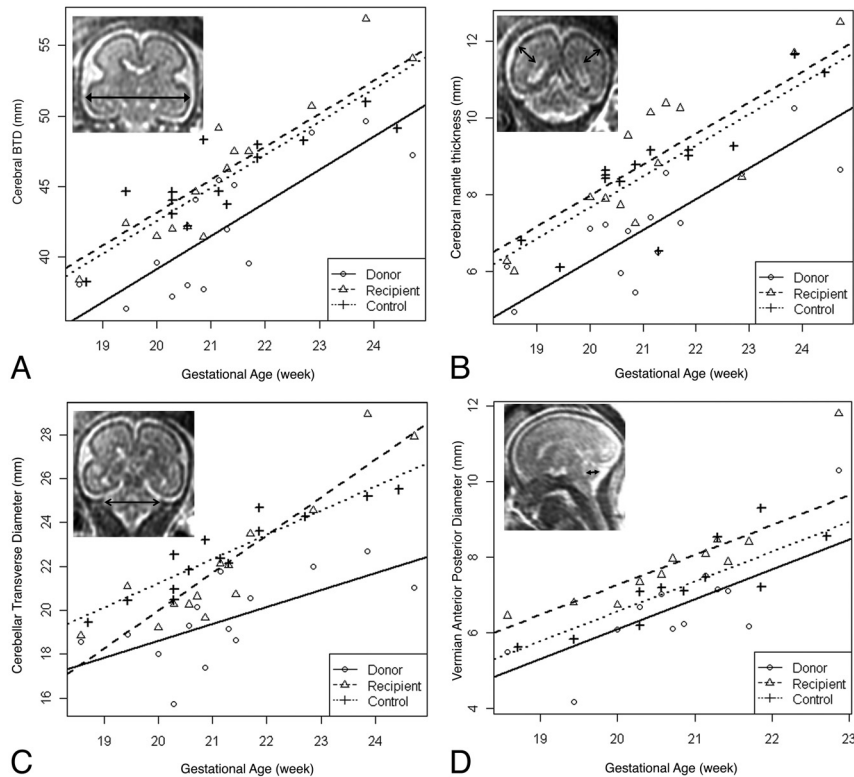 Cerebral BTD (mm)
55
50
45
40
Donor
Recipient
Control
19 20 21 22 23 24
Gestational Age (week)
A
Cerebral mantle thickness (mm)
12
10
8
6
Donor
Recipient
Control
19 20 21 22 23 24
Gestational Age (week)
B
Cerebellar Transverse Diameter (mm)
28
26
24
22
20
18
16
Donor
Recipient
Control
19 20 21 22 23 24
Gestational Age (week)
C
Vermian Anterior Posterior Diameter (mm)
12
10
8
6
4
Donor
Recipient
Control
19 20 21 22 23
Gestational Age (week)
D